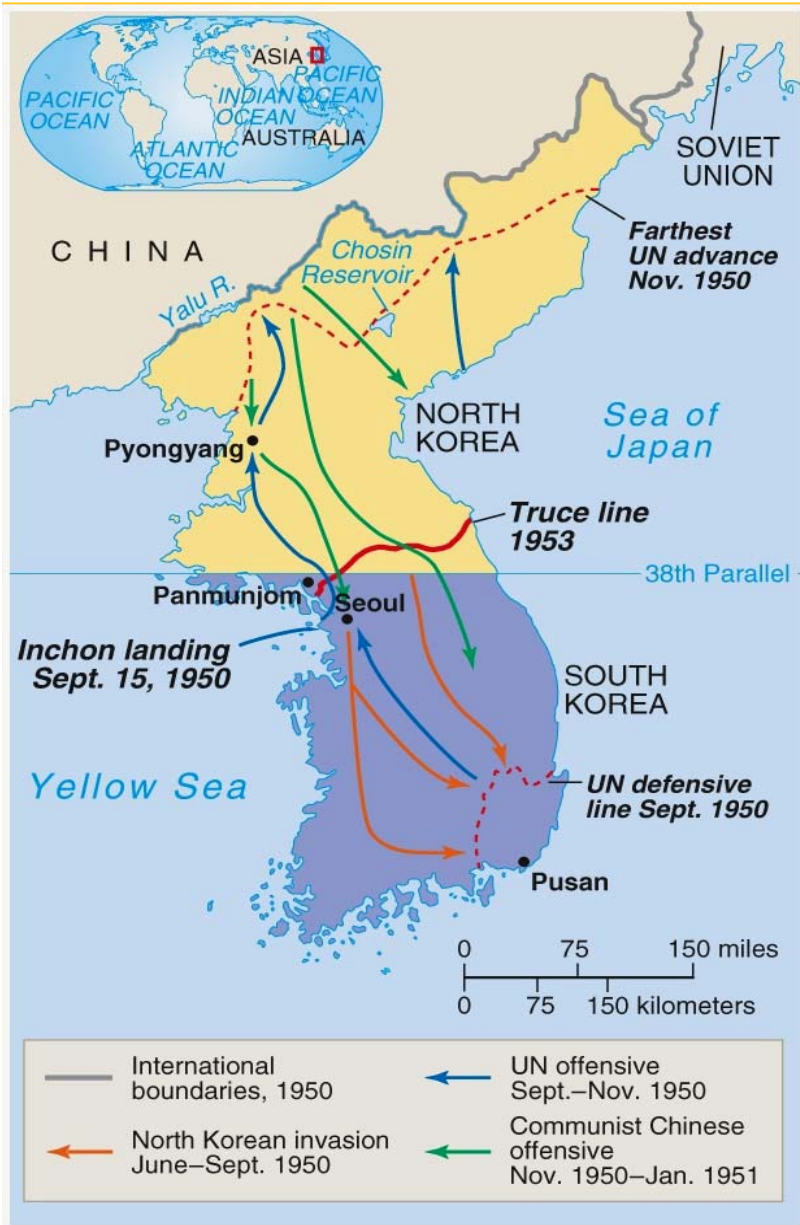 ASIA
PACIFIC
OCEAN
PACIFIC
OCEAN
INDIAN
OCEAN
ATLANTIC
OCEAN
AUSTRALIA
SOVIET
UNION
CHINA
Farthest
UN advance
Nov. 1950
Chosin
Reservoir
Yalu R.
NORTH
KOREA
Sea of
Japan
Pyongyang
Truce line
1953
38th Parallel
Panmunjom
Seoul
Inchon landing
Sept. 15, 1950
SOUTH
KOREA
Yellow Sea
UN defensive
line Sept. 1950
Pusan
0 75 150 miles
0 75 150 kilometers
International
boundaries, 1950
North Korean invasion
June–Sept. 1950
UN offensive
Sept.–Nov. 1950
Communist Chinese
offensive
Nov. 1950–Jan. 1951